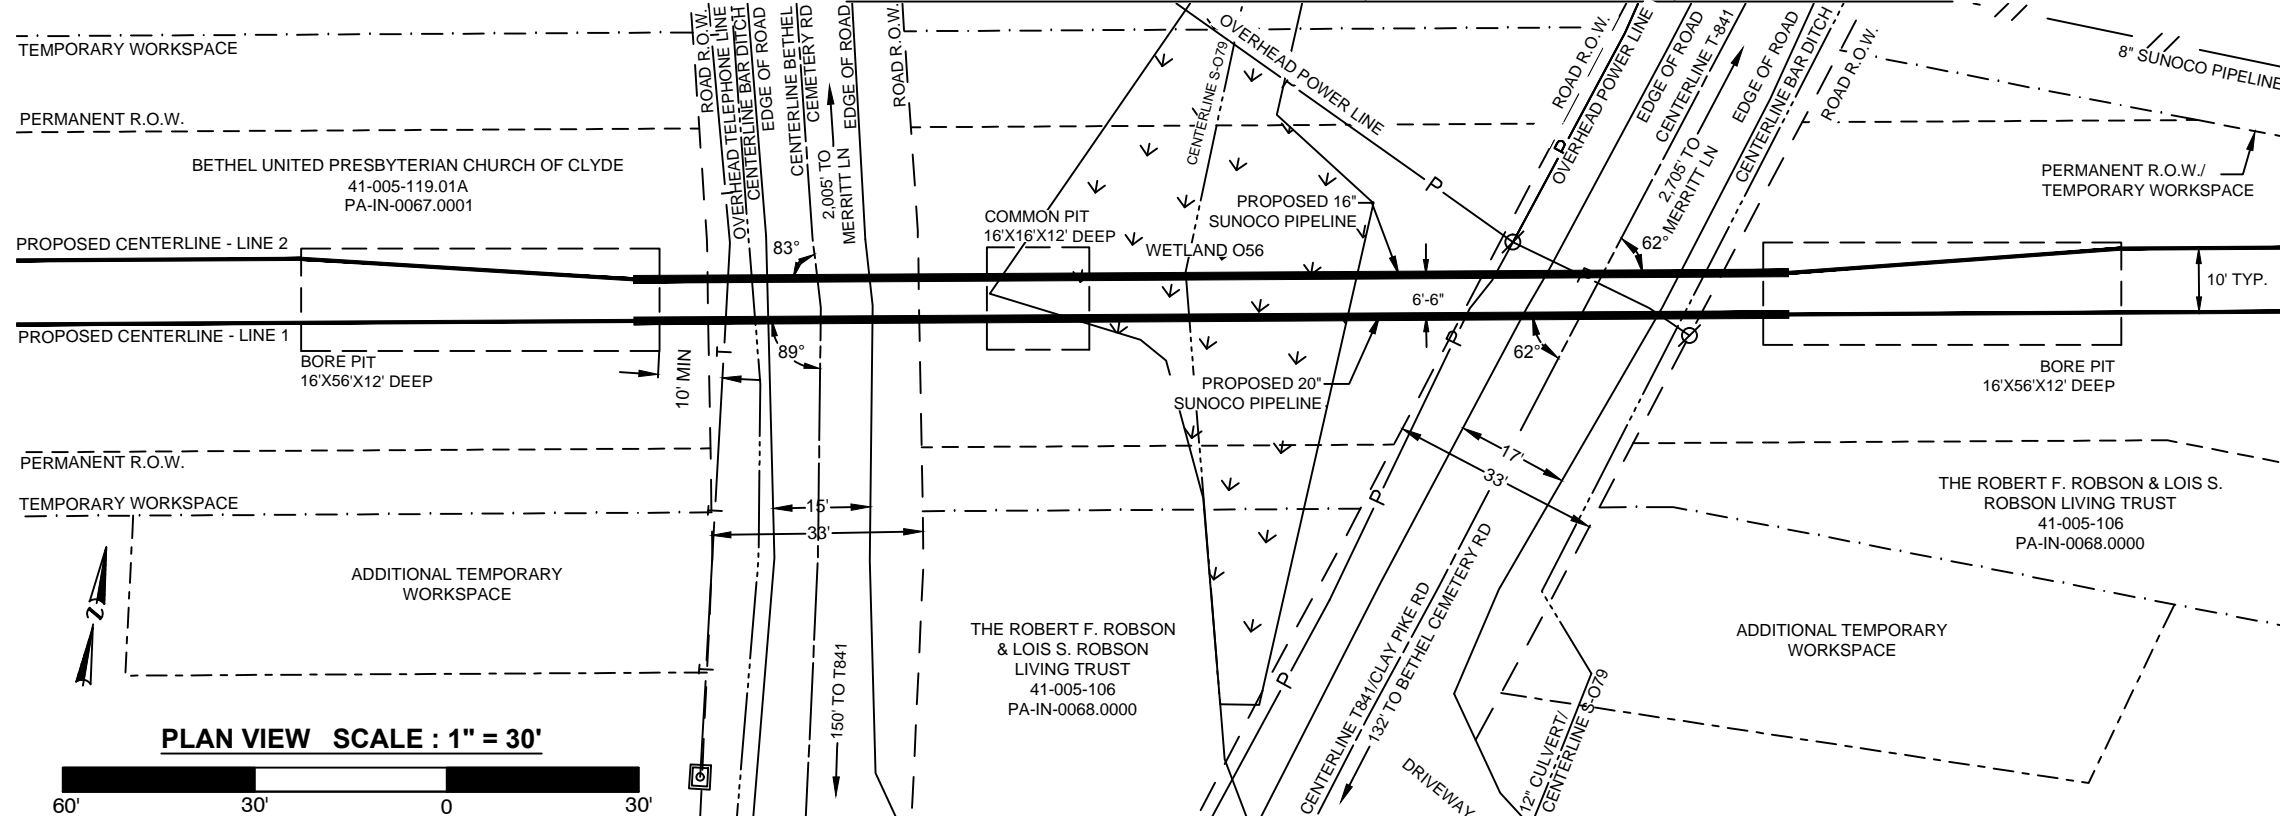 TEMPORARY WORKSPACE
PERMANENT R.O.W.
BETHEL UNITED PRESBYTERIAN CHURCH OF CLYDE
41-005-119.01A
PA-IN-0067.0001
PROPOSED CENTERLINE - LINE 2
PROPOSED CENTERLINE - LINE 1
BORE PIT
16'X56'X12' DEEP
10' MIN
PERMANENT R.O.W.
TEMPORARY WORKSPACE
ADDITIONAL TEMPORARY
WORKSPACE
N
PLAN VIEW SCALE : 1" = 30'
60'
30'
0
30'
ROAD R.O.W.
OVERHEAD TELEPHONE LINE
CENTERLINE BAR DITCH
EDGE OF ROAD
CENTERLINE BETHEL
CEMETERY RD
2,005' TO
MERRITT LN
EDGE OF ROAD
ROAD R.O.W.
83°
89°
T
T
T
15'
33'
150' TO T841
COMMON PIT
16'X16'X12' DEEP
CENTERLINE S-O79
OVERHEAD POWER LINE
WETLAND O56
PROPOSED 16"
SUNOCO PIPELINE
6'-6"
PROPOSED 20"
SUNOCO PIPELINE
THE ROBERT F. ROBSON
& LOIS S. ROBSON
LIVING TRUST
41-005-106
PA-IN-0068.0000
P
P
P
P
P
P
ROAD R.O.W.
OVERHEAD POWER LINE
EDGE OF ROAD
CENTERLINE T-841
2,705' TO
MERRITT LN
EDGE OF ROAD
CENTERLINE BAR DITCH
ROAD R.O.W.
62°
62°
17'
33'
CENTERLINE T841/CLAY PIKE RD
132' TO BETHEL CEMETERY RD
DRIVEWAY
12" CULVERT/
CENTERLINE S-O79
8" SUNOCO PIPELINE
PERMANENT R.O.W./
TEMPORARY WORKSPACE
10' TYP.
BORE PIT
16'X56'X12' DEEP
THE ROBERT F. ROBSON & LOIS S.
ROBSON LIVING TRUST
41-005-106
PA-IN-0068.0000
ADDITIONAL TEMPORARY
WORKSPACE